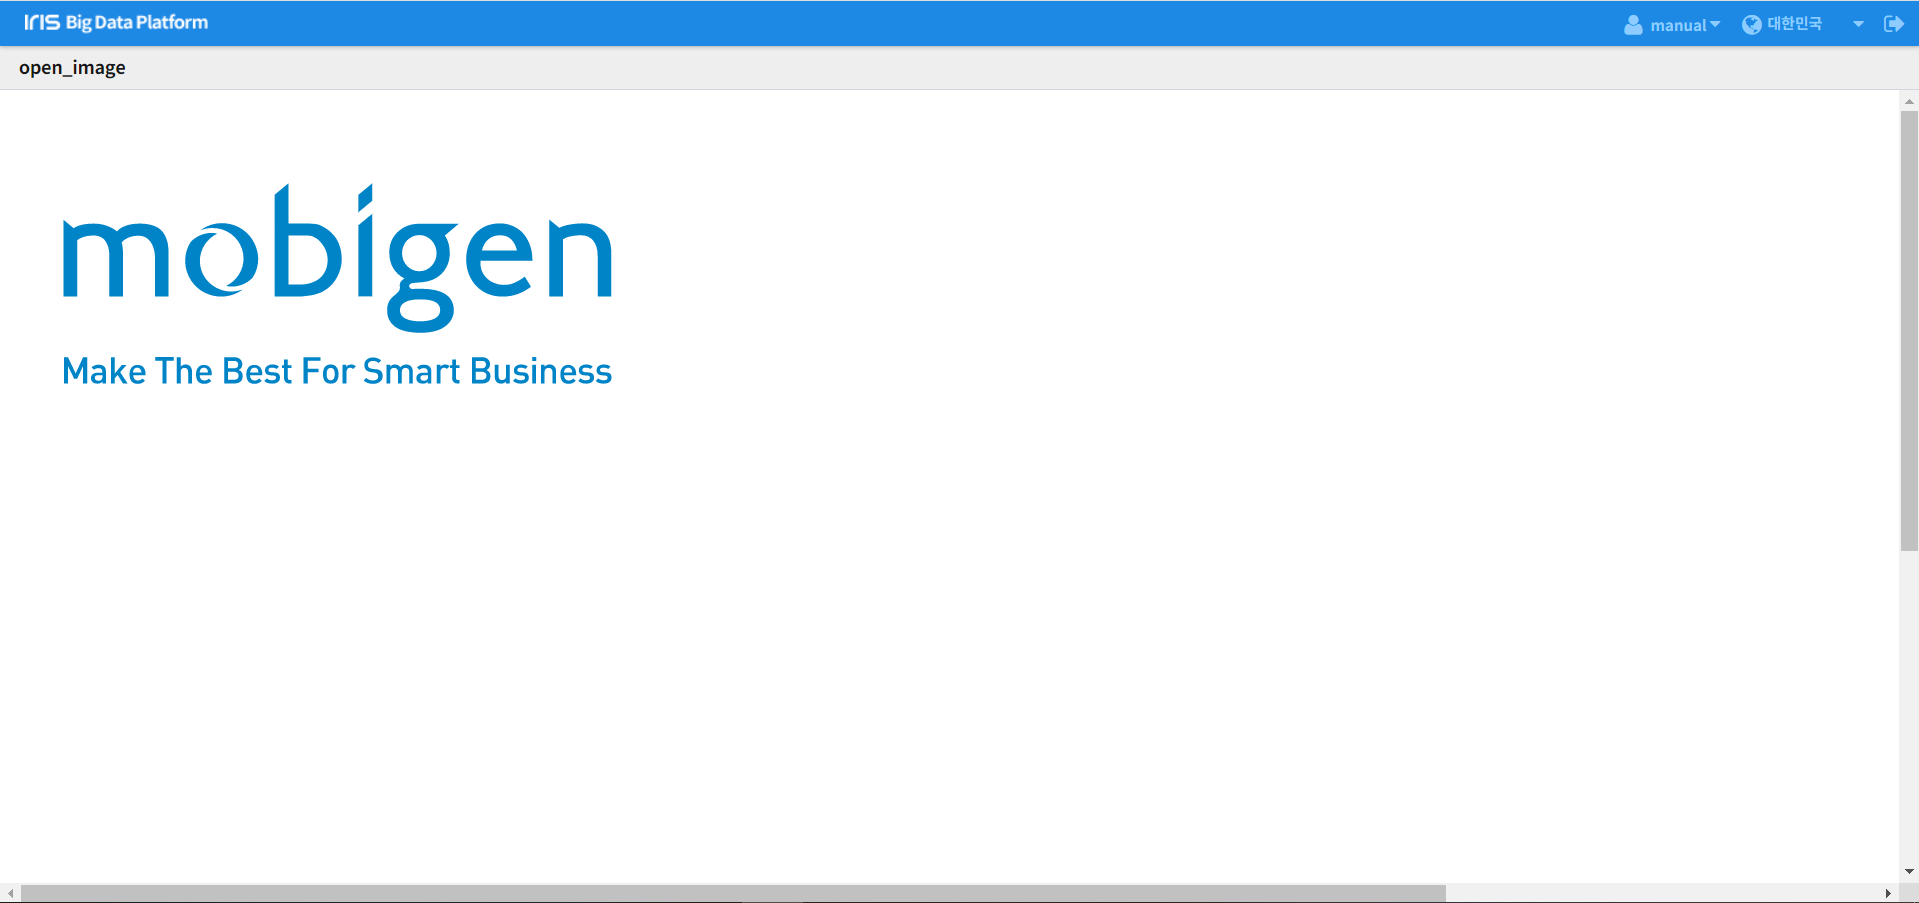 IRIS Big Data Platform
manual
대한민국
open_image
mobigen
Make The Best For Smart Business